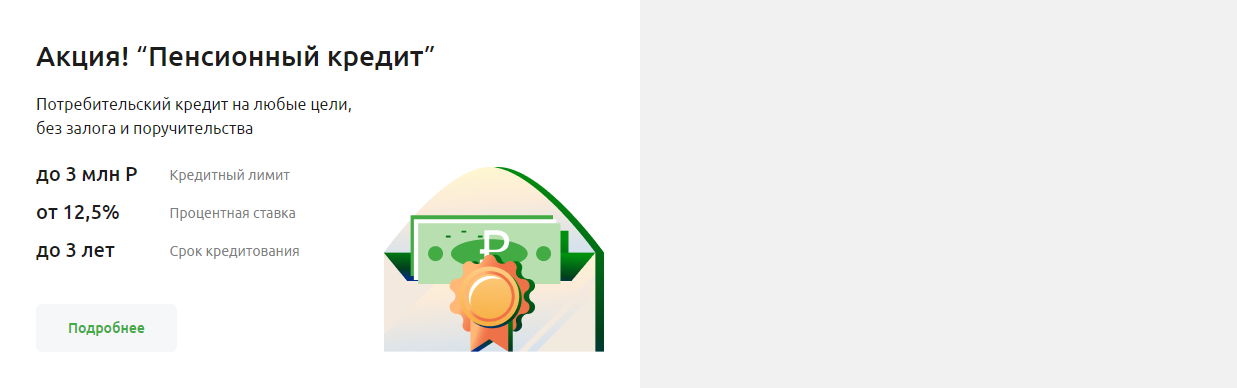 Акция! “Пенсионный кредит”
Потребительский кредит на любые цели,
без залога и поручительства
до 3 млн Р Кредитный лимит
от 12,5% Процентная ставка
до 3 лет Срок кредитования
Подробнее